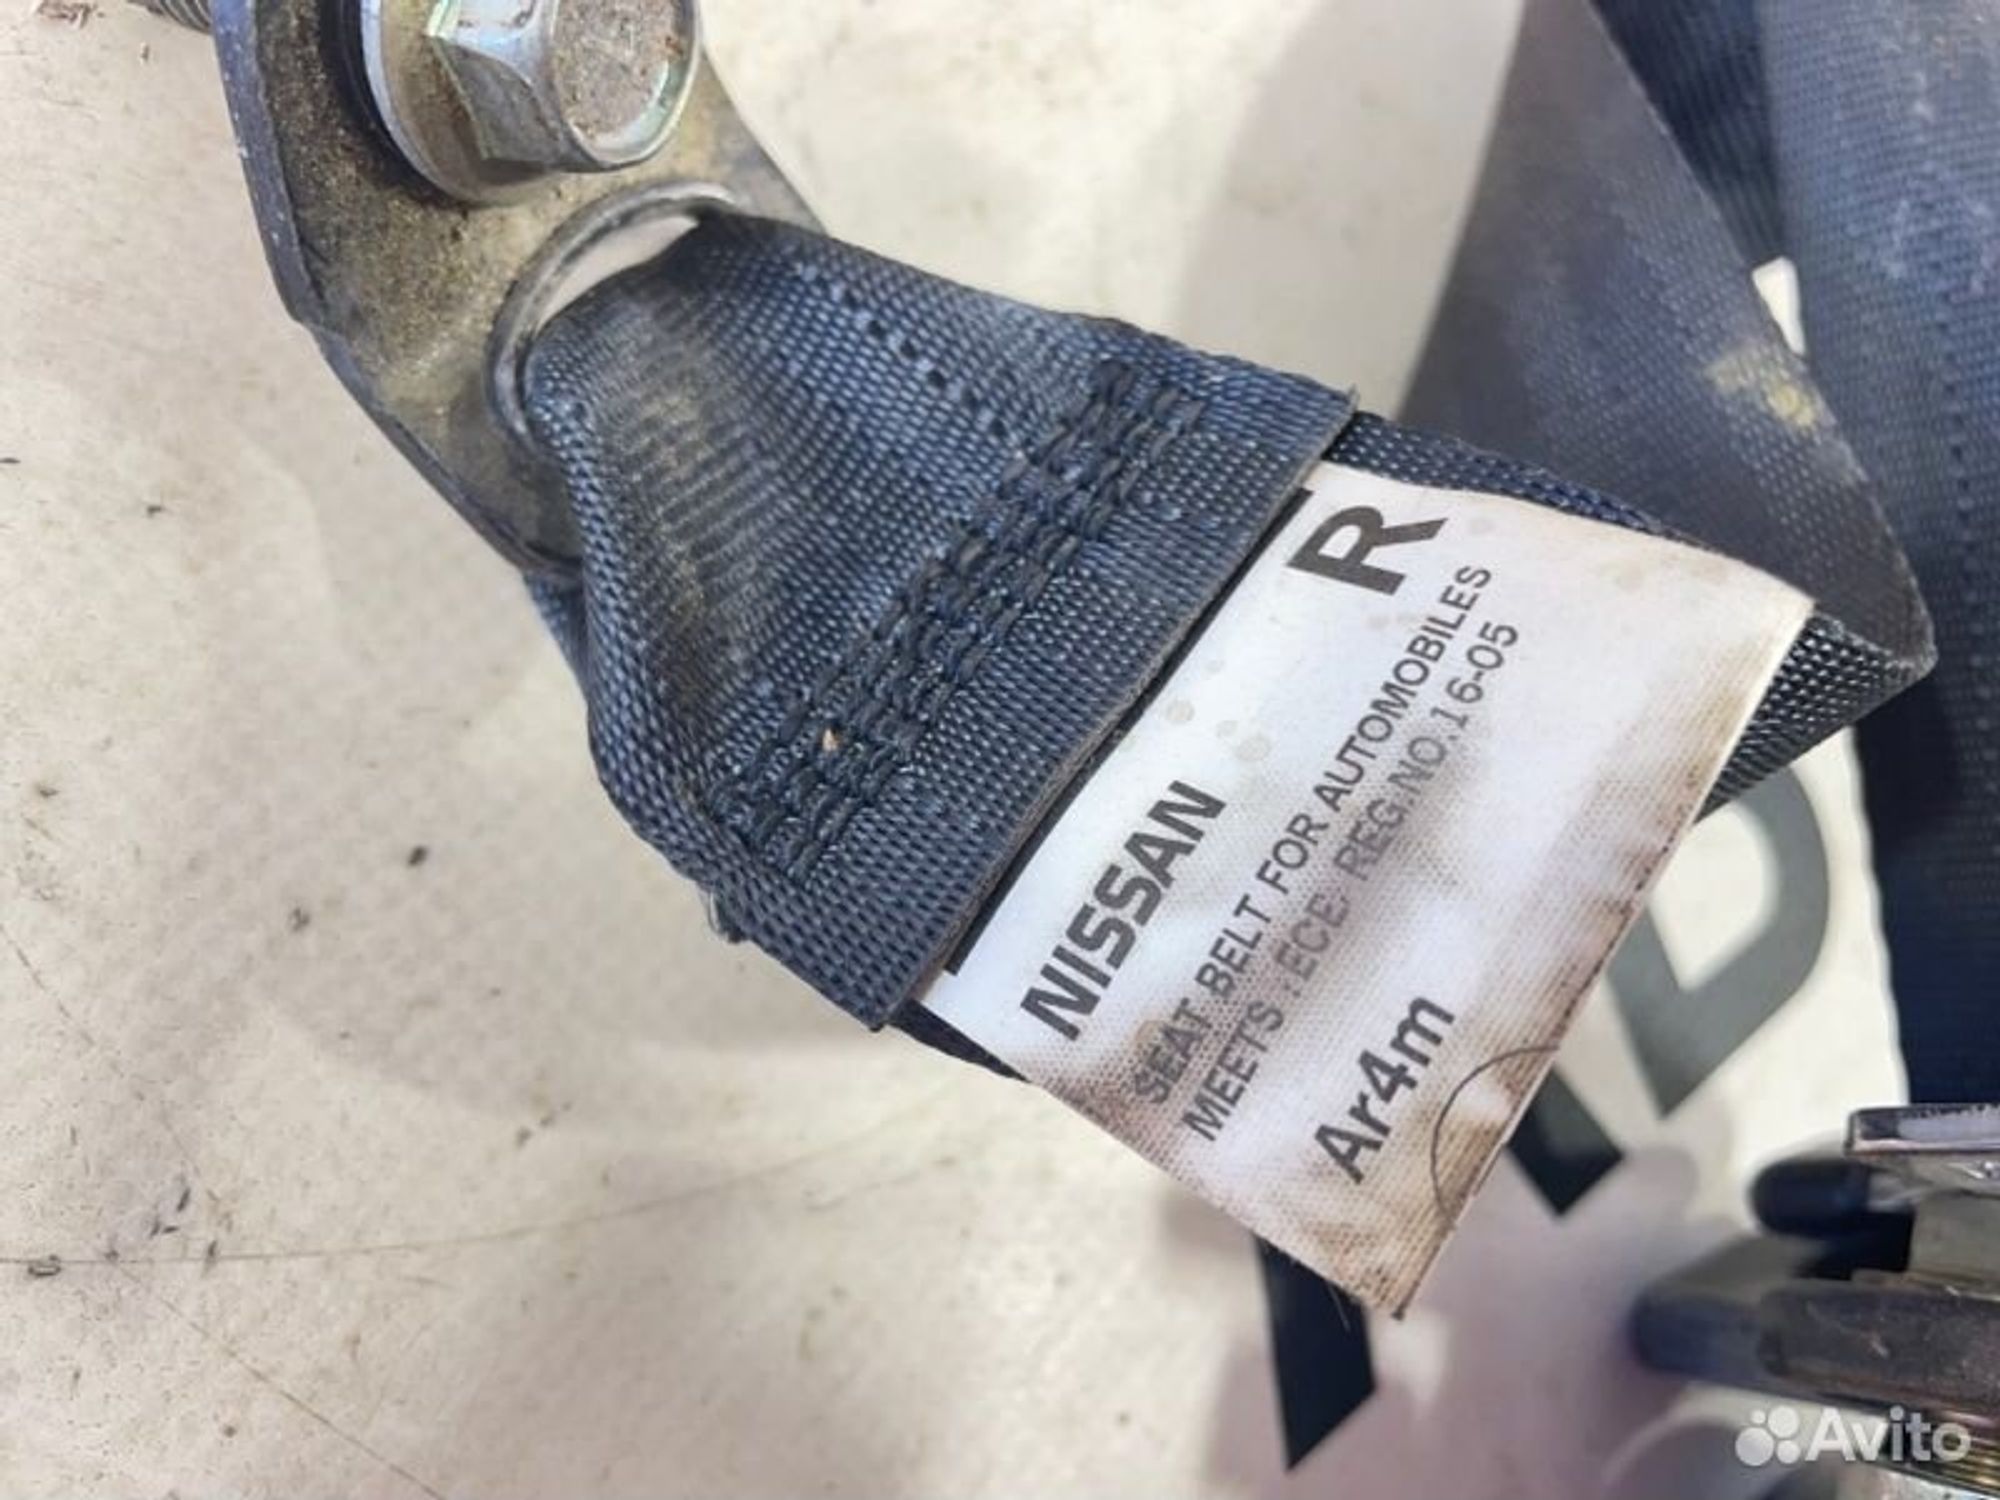 NISSAN R
SEAT BELT FOR AUTOMOBILES
MEETS :ECE REG.NO.16-05
Ar4m
Avito